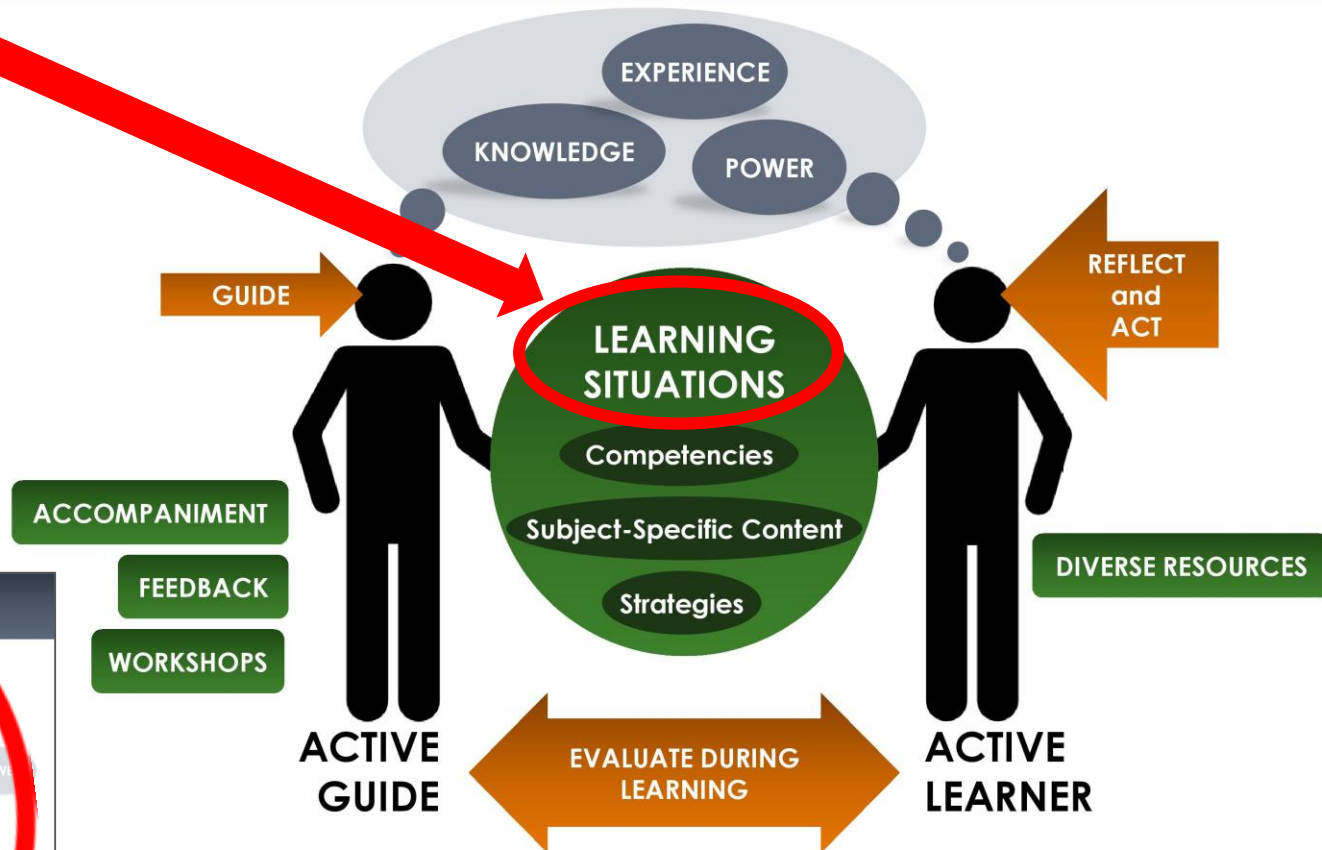 EXPERIENCE
KNOWLEDGE
POWER
GUIDE
REFLECT
and
ACT
LEARNING
SITUATIONS
Competencies
Subject-Specific Content
Strategies
ACCOMPANIMENT
FEEDBACK
WORKSHOPS
DIVERSE RESOURCES
ACTIVE
GUIDE
EVALUATE DURING
LEARNING
ACTIVE
LEARNER